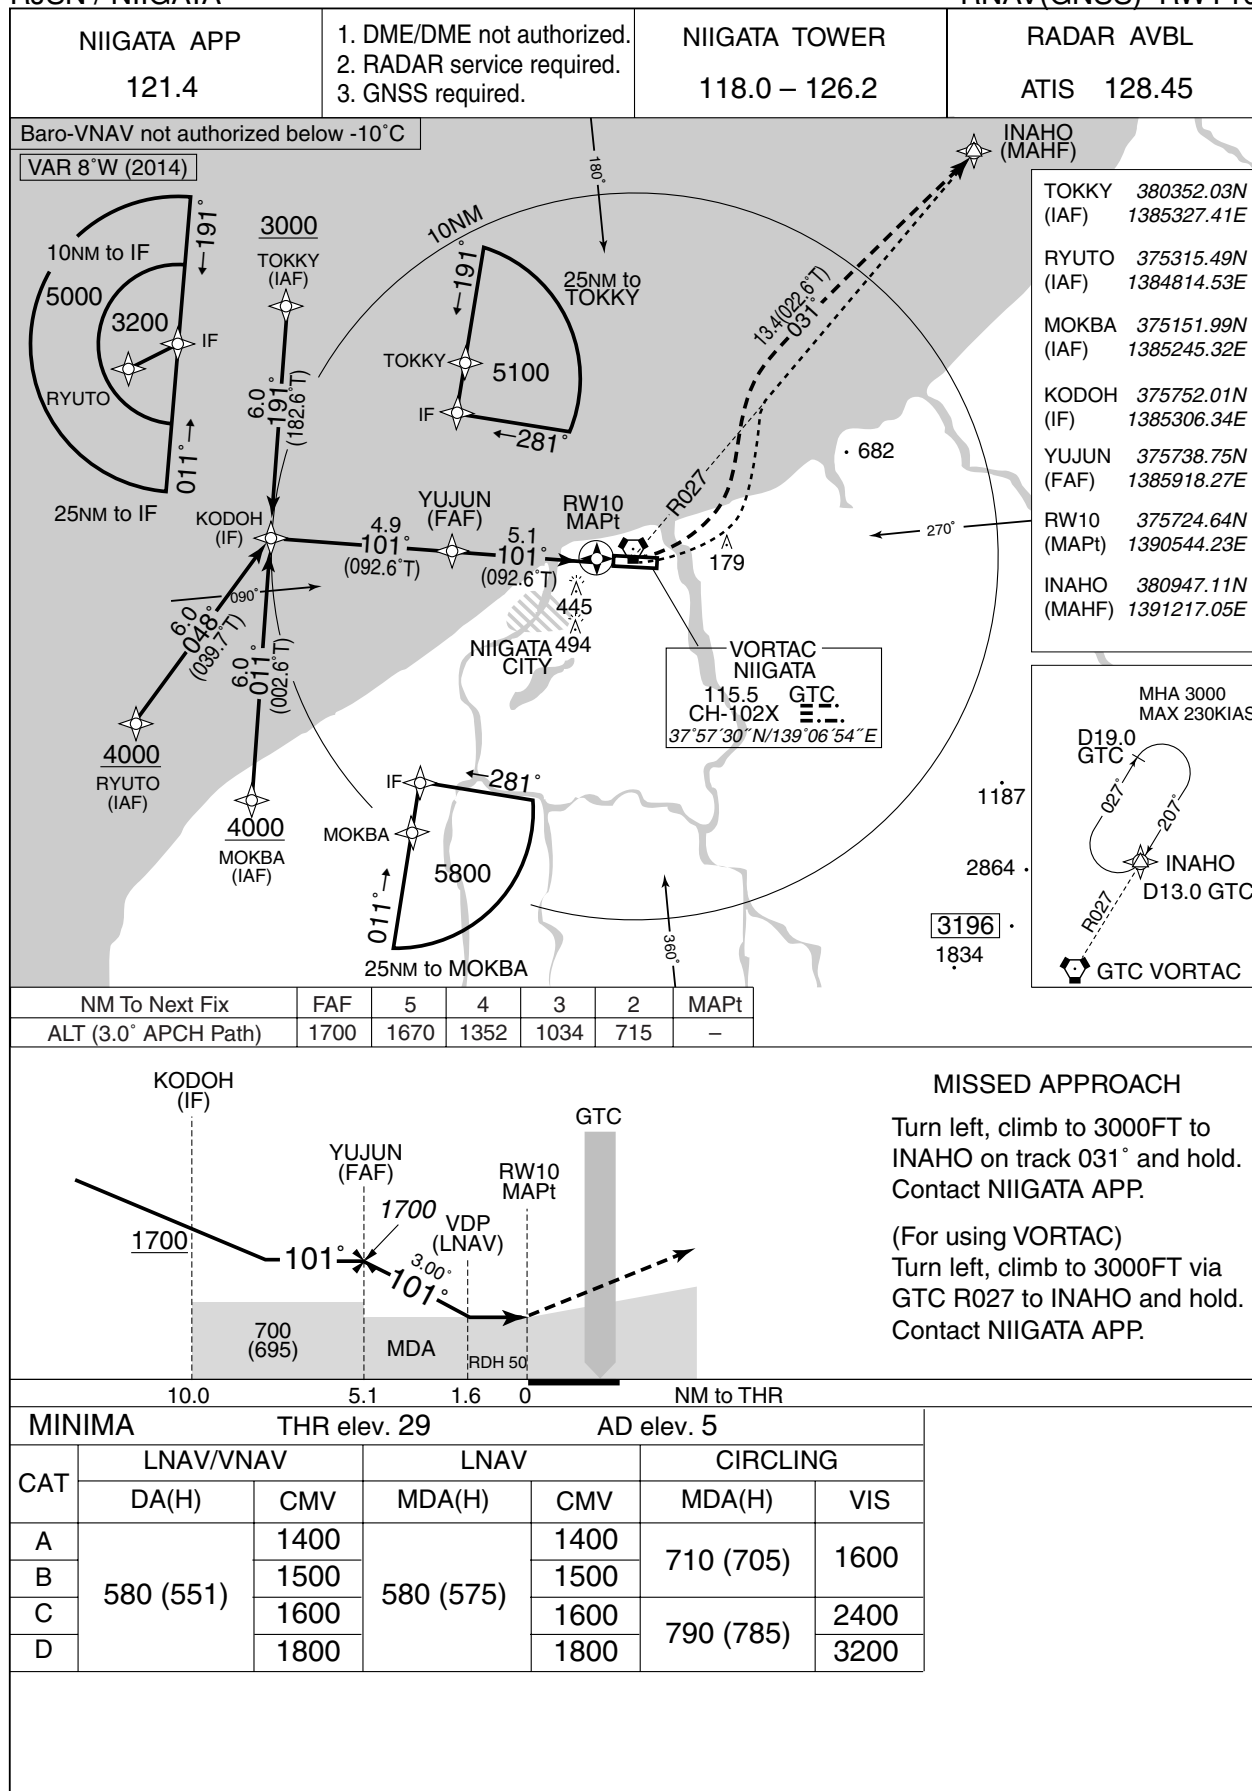 RJSN / NIIGATA
RNAV(GNSS) RW
NIIGATA APP
121.4
1. DME/DME not authorized.
2. RADAR service required.
3. GNSS required.
NIIGATA TOWER
118.0 – 126.2
RADAR AVBL
ATIS 128.45
Baro-VNAV not authorized below -10˚C
VAR 8˚W (2014)
INAHO
(MAHF)
180˚
TOKKY 380352.03N
(IAF) 1385327.41E
RYUTO 375315.49N
(IAF) 1384814.53E
MOKBA 375151.99N
(IAF) 1385245.32E
KODOH 375752.01N
(IF) 1385306.34E
YUJUN 375738.75N
(FAF) 1385918.27E
RW10 375724.64N
(MAPt) 1390544.23E
INAHO 380947.11N
(MAHF) 1391217.05E
191˚
10NM to IF
5000
3200
IF
RYUTO
011˚
25NM to IF
3000
TOKKY
(IAF)
6.0
191˚
(182.6˚T)
10NM
191˚
25NM to
TOKKY
TOKKY
5100
IF
281˚
13.4(022.6˚T)
031˚
682
R027
270˚
KODOH
(IF)
4.9
101˚
(092.6˚T)
YUJUN
(FAF)
5.1
101˚
(092.6˚T)
RW10
MAPt
179
445
494
NIIGATA
CITY
090˚
6.0
048˚
(039.7˚T)
6.0
011˚
(002.6˚T)
VORTAC
NIIGATA
115.5 GTC
CH-102X
37˚57´30˝N/139˚06´54˝E
4000
RYUTO
(IAF)
4000
MOKBA
(IAF)
IF
281˚
MOKBA
5800
011˚
25NM to MOKBA
360˚
1187
2864
3196
1834
MHA 3000
MAX 230KIAS
D19.0
GTC
027˚
207˚
INAHO
D13.0 GTC
R027
GTC VORTAC
NM To Next Fix FAF 5 4 3 2 MAPt
ALT (3.0˚ APCH Path) 1700 1670 1352 1034 715 –
KODOH
(IF)
YUJUN
(FAF)
1700
VDP
(LNAV)
RW10
MAPt
GTC
1700
101˚
3.00˚
101˚
700
(695)
MDA
RDH 50
10.0 5.1 1.6 0 NM to THR
MISSED APPROACH
Turn left, climb to 3000FT to
INAHO on track 031˚ and hold.
Contact NIIGATA APP.
(For using VORTAC)
Turn left, climb to 3000FT via
GTC R027 to INAHO and hold.
Contact NIIGATA APP.
MINIMA THR elev. 29 AD elev. 5
CAT LNAV/VNAV LNAV CIRCLING
DA(H) CMV MDA(H) CMV MDA(H) VIS
A 580 (551) 1400 580 (575) 1400 710 (705) 1600
B 1500 1500
C 1600 1600 790 (785) 2400
D 1800 1800 3200